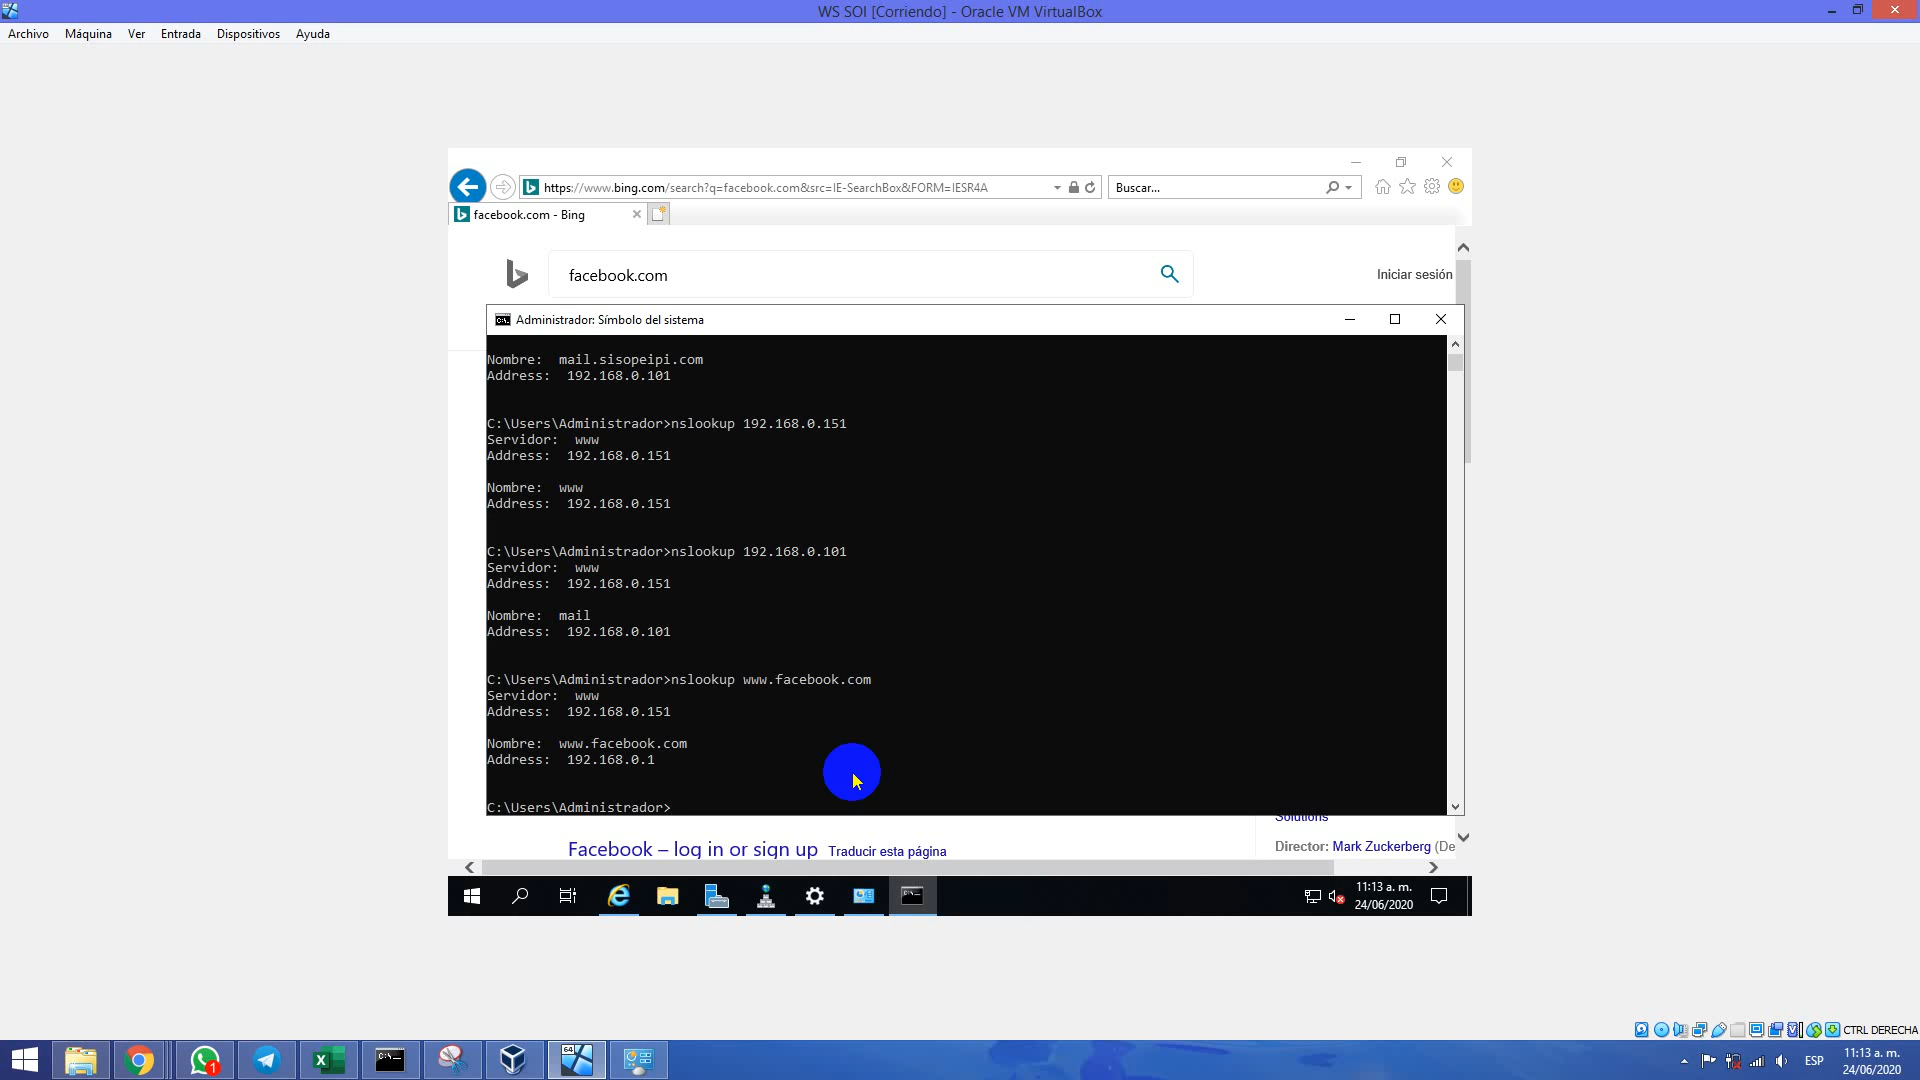 WS SOI [Corriendo] - Oracle VM VirtualBox
Archivo Máquina Ver Entrada Dispositivos Ayuda
https://www.bing.com/search?q=facebook.com&src=IE-SearchBox&FORM=IESR4A
Buscar...
facebook.com - Bing
facebook.com
Iniciar sesión
Administrador: Símbolo del sistema
Nombre:  mail.sisopeipi.com
Address:  192.168.0.101
C:\Users\Administrador>nslookup 192.168.0.151
Servidor:  www
Address:  192.168.0.151
Nombre:  www
Address:  192.168.0.151
C:\Users\Administrador>nslookup 192.168.0.101
Servidor:  www
Address:  192.168.0.151
Nombre:  mail
Address:  192.168.0.101
C:\Users\Administrador>nslookup www.facebook.com
Servidor:  www
Address:  192.168.0.151
Nombre:  www.facebook.com
Address:  192.168.0.1
C:\Users\Administrador>
Solutions
Facebook – log in or sign up Traducir esta página
Director: Mark Zuckerberg (De
11:13 a. m.
24/06/2020
CTRL DERECHA
1
64
ESP
11:13 a. m.
24/06/2020